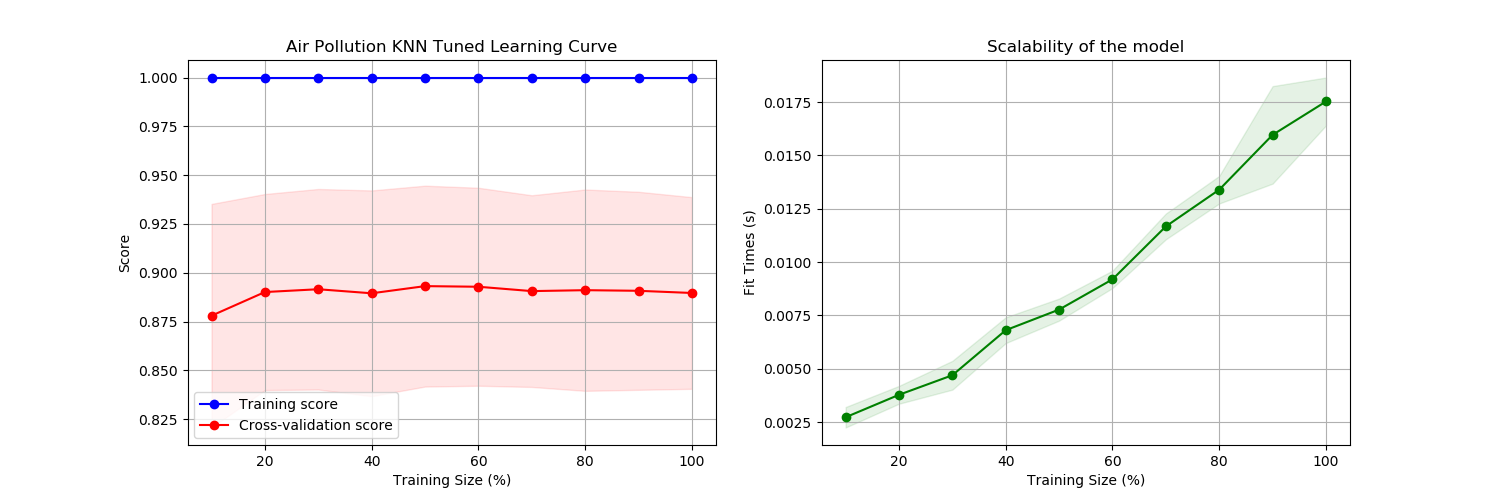 Air Pollution KNN Tuned Learning Curve
Score
1.000
0.975
0.950
0.925
0.900
0.875
0.850
0.825
Training score
Cross-validation score
20 40 60 80 100
Training Size (%)
Scalability of the model
Fit Times (s)
0.0175
0.0150
0.0125
0.0100
0.0075
0.0050
0.0025
20 40 60 80 100
Training Size (%)